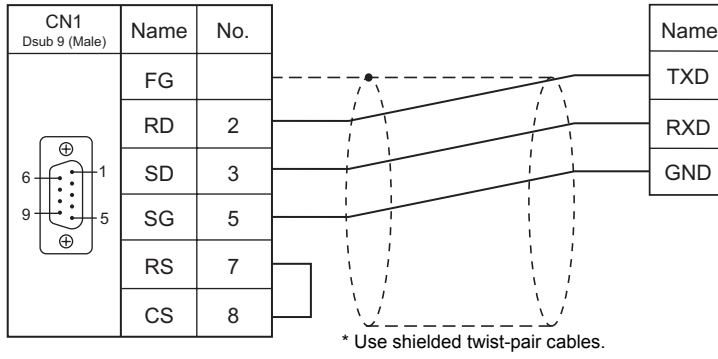 CN1
Dsub 9 (Male)
Name No.
Name
FG
TXD
RD 2
RXD
SD 3
GND
SG 5
RS 7
CS 8
6
1
9
5
* Use shielded twist-pair cables.